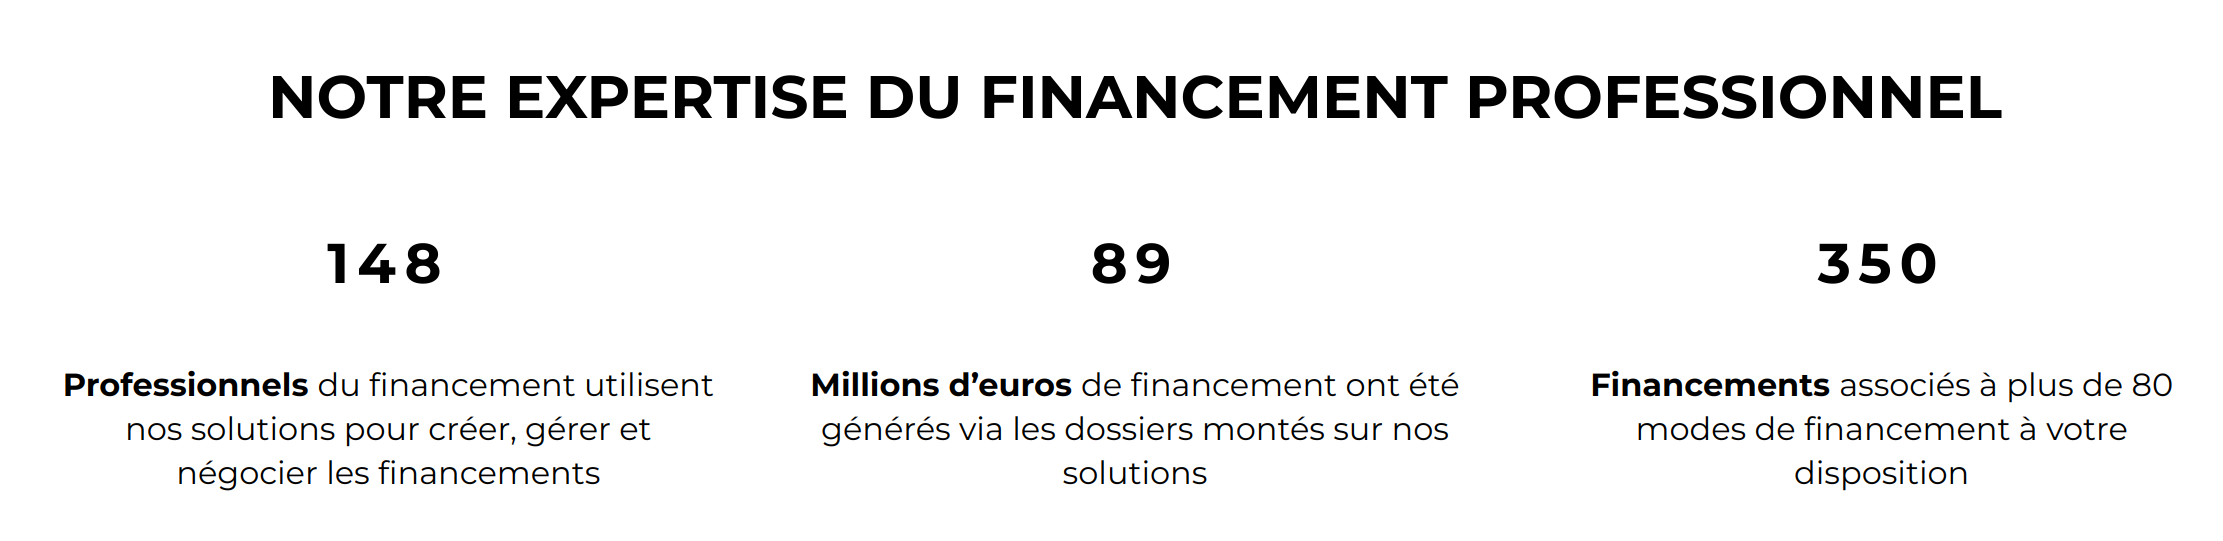 NOTRE EXPERTISE DU FINANCEMENT PROFESSIONNEL
148
Professionnels du financement utilisent
nos solutions pour créer, gérer et
négocier les financements
89
Millions d’euros de financement ont été
générés via les dossiers montés sur nos
solutions
350
Financements associés à plus de 80
modes de financement à votre
disposition